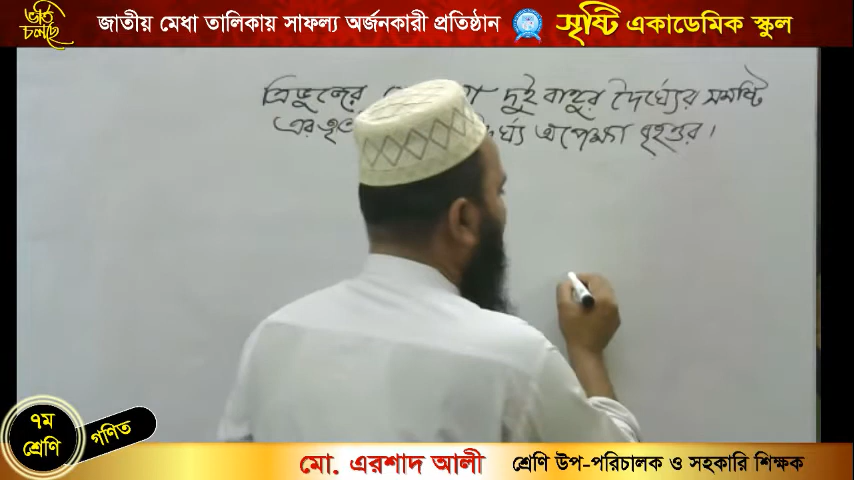 ভর্তি চলছে
জাতীয় মেধা তালিকায় সাফল্য অর্জনকারী প্রতিষ্ঠান সৃষ্টি একাডেমিক স্কুল
ত্রিভুজের দুই বাহুর দৈর্ঘ্যের সমষ্টি
অপেক্ষা বৃহত্তর।
৭ম
শ্রেণি
গণিত
মো. এরশাদ আলী শ্রেণি উপ-পরিচালক ও সহকারি শিক্ষক